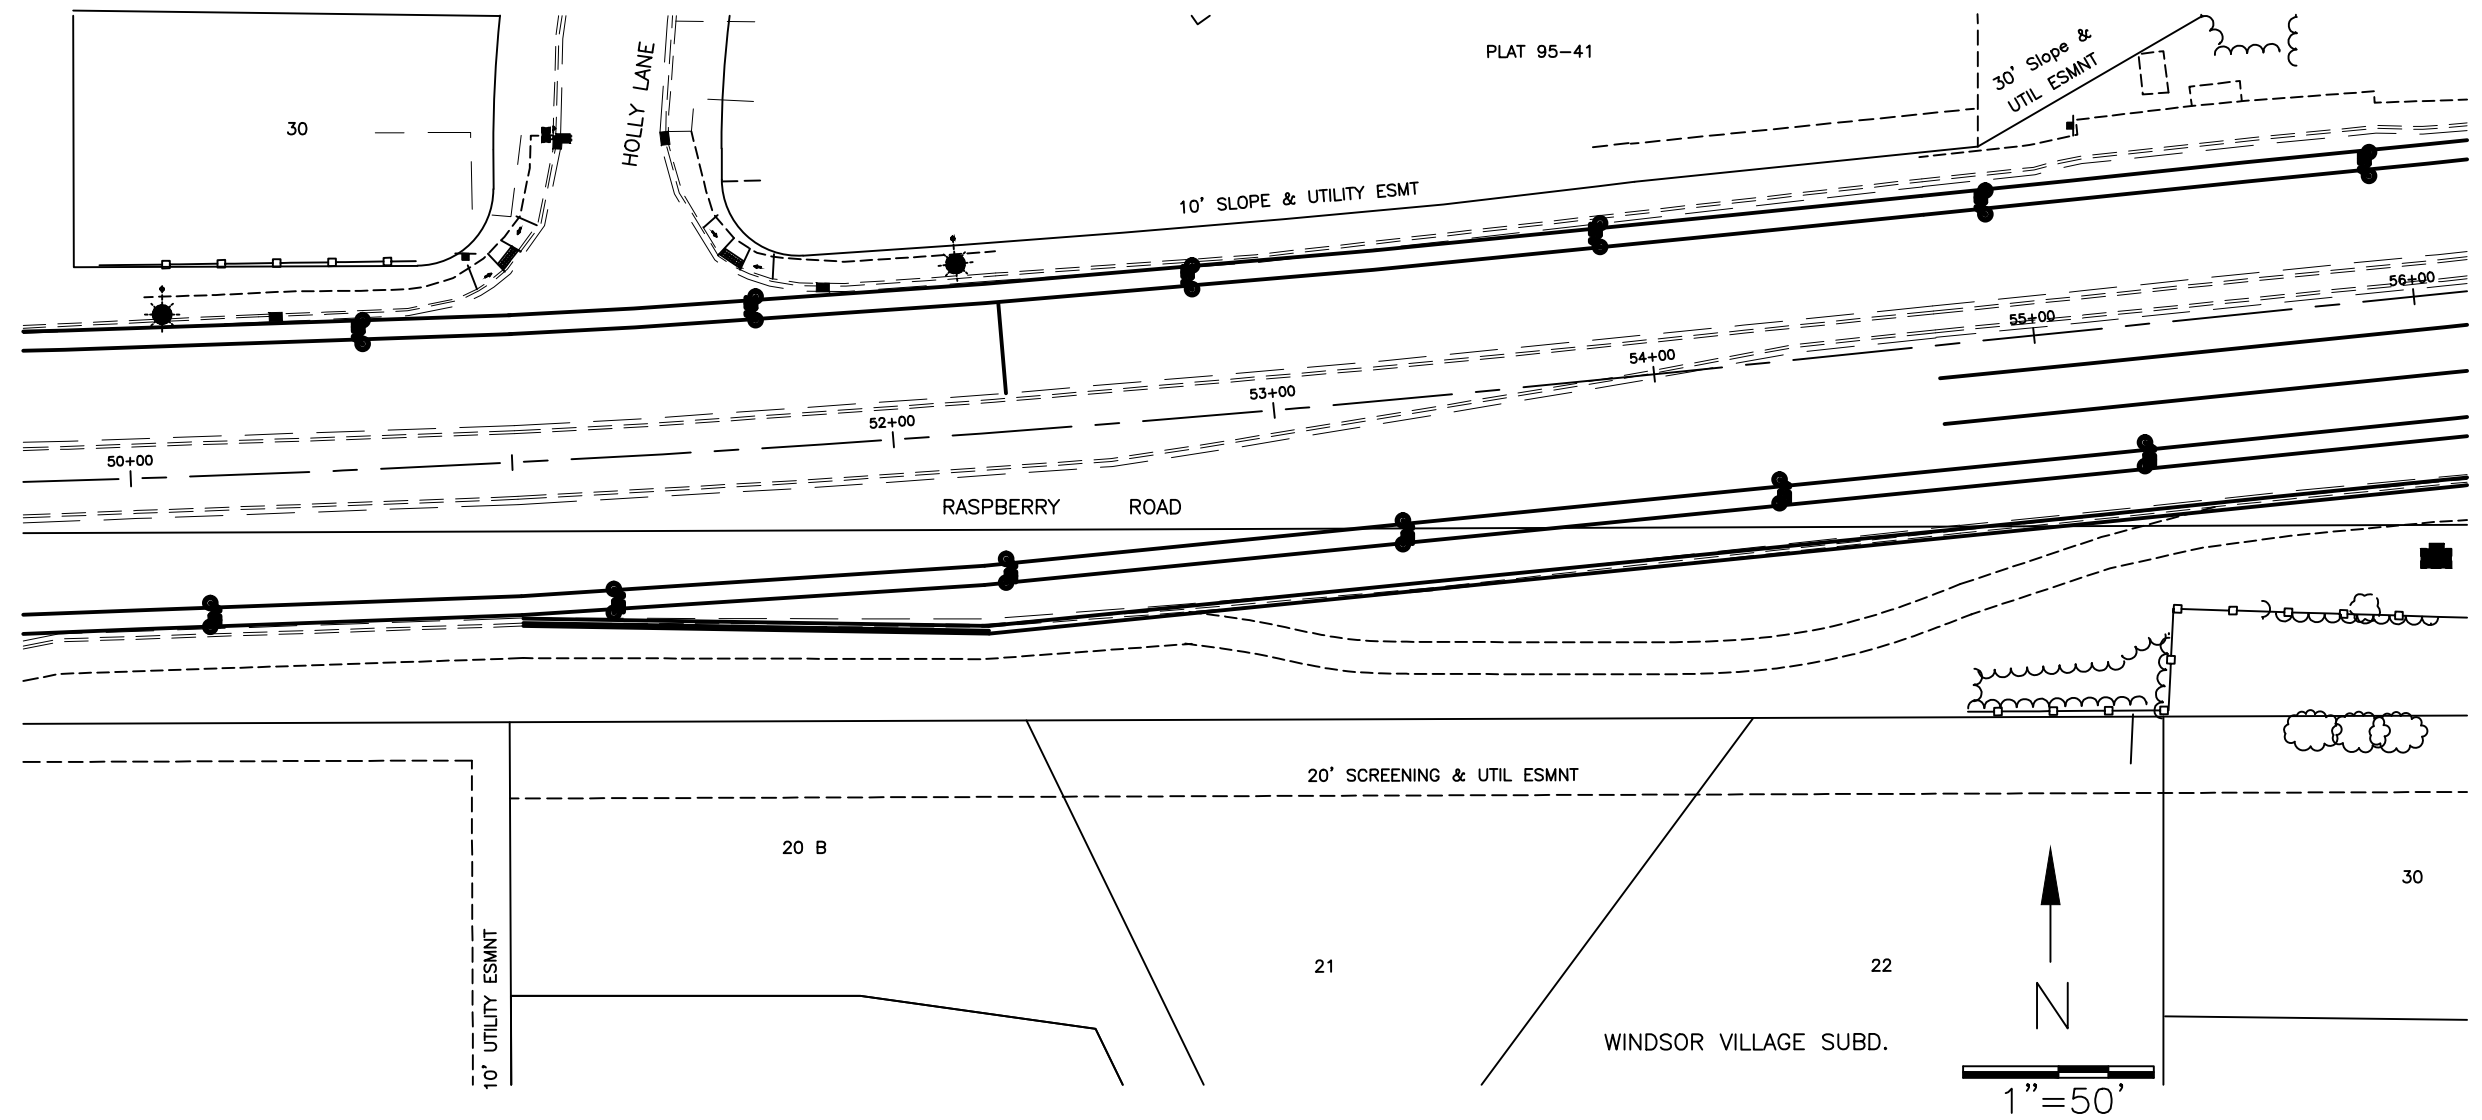 PLAT 95-41
30' Slope &
UTIL ESMNT
HOLLY LANE
30
10' SLOPE & UTILITY ESMT
56+00
55+00
54+00
53+00
52+00
50+00
RASPBERRY ROAD
20' SCREENING & UTIL ESMNT
20 B
30
21
22
10' UTILITY ESMNT
N
WINDSOR VILLAGE SUBD.
1"=50'